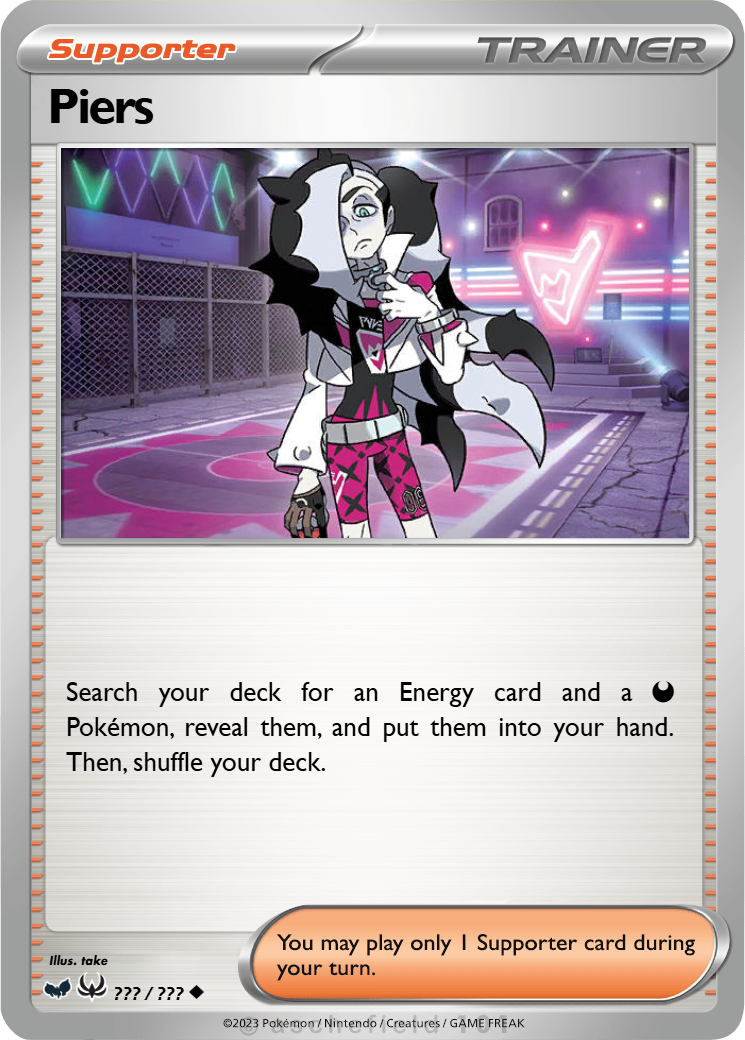 Supporter
TRAINER
Piers
Search your deck for an Energy card and a
Pokémon, reveal them, and put them into your hand.
Then, shuffle your deck.
You may play only 1 Supporter card during
your turn.
Illus. take
??? / ???
©2023 Pokémon / Nintendo / Creatures / GAME FREAK